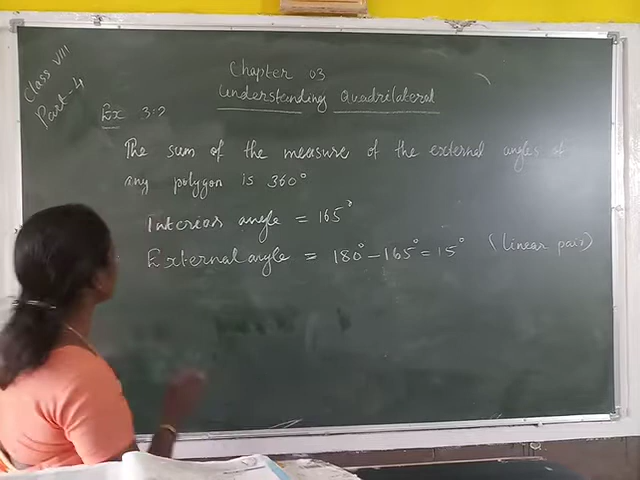 Class VIII
Part-4
Chapter 03
Understanding Quadrilateral
Ex 3.2
The sum of the measure of the external angles of
any polygon is 360°
Interior angle = 165°
External angle = 180° - 165° = 15° (linear pair)